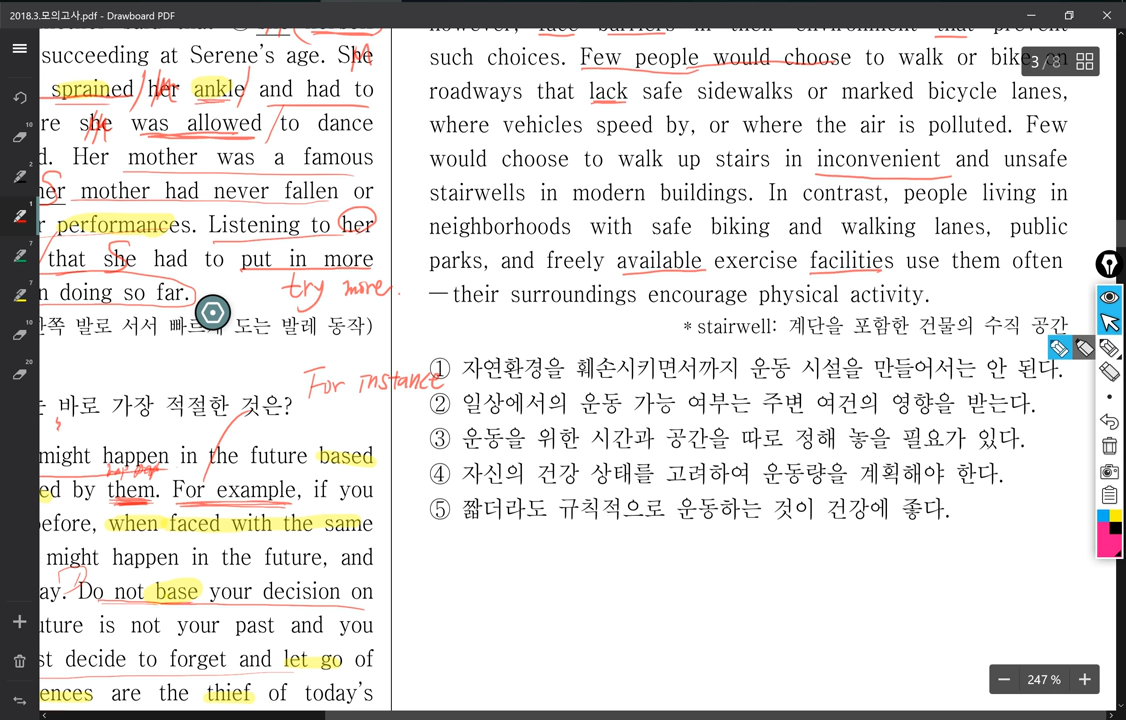 2018.3.모의고사.pdf - Drawboard PDF
succeeding at Serene's age. She
sprained her ankle and had to
re she was allowed to dance
d. Her mother was a famous
her mother had never fallen or
r performances. Listening to her
that she had to put in more
n doing so far.
try more.
한쪽 발로 서서 빠르게 도는 발레 동작)
For instance
는 바로 가장 적절한 것은?
might happen in the future based
ed by them. For example, if you
before, when faced with the same
might happen in the future, and
ay. Do not base your decision on
uture is not your past and you
st decide to forget and let go of
ences are the thief of today's
however, face barriers in their environment that prevent
such choices. Few people would choose to walk or bike on
3 / 8
roadways that lack safe sidewalks or marked bicycle lanes,
where vehicles speed by, or where the air is polluted. Few
would choose to walk up stairs in inconvenient and unsafe
stairwells in modern buildings. In contrast, people living in
neighborhoods with safe biking and walking lanes, public
parks, and freely available exercise facilities use them often
—their surroundings encourage physical activity.
* stairwell: 계단을 포함한 건물의 수직 공간
① 자연환경을 훼손시키면서까지 운동 시설을 만들어서는 안 된다.
② 일상에서의 운동 가능 여부는 주변 여건의 영향을 받는다.
③ 운동을 위한 시간과 공간을 따로 정해 놓을 필요가 있다.
④ 자신의 건강 상태를 고려하여 운동량을 계획해야 한다.
⑤ 짧더라도 규칙적으로 운동하는 것이 건강에 좋다.
247 %